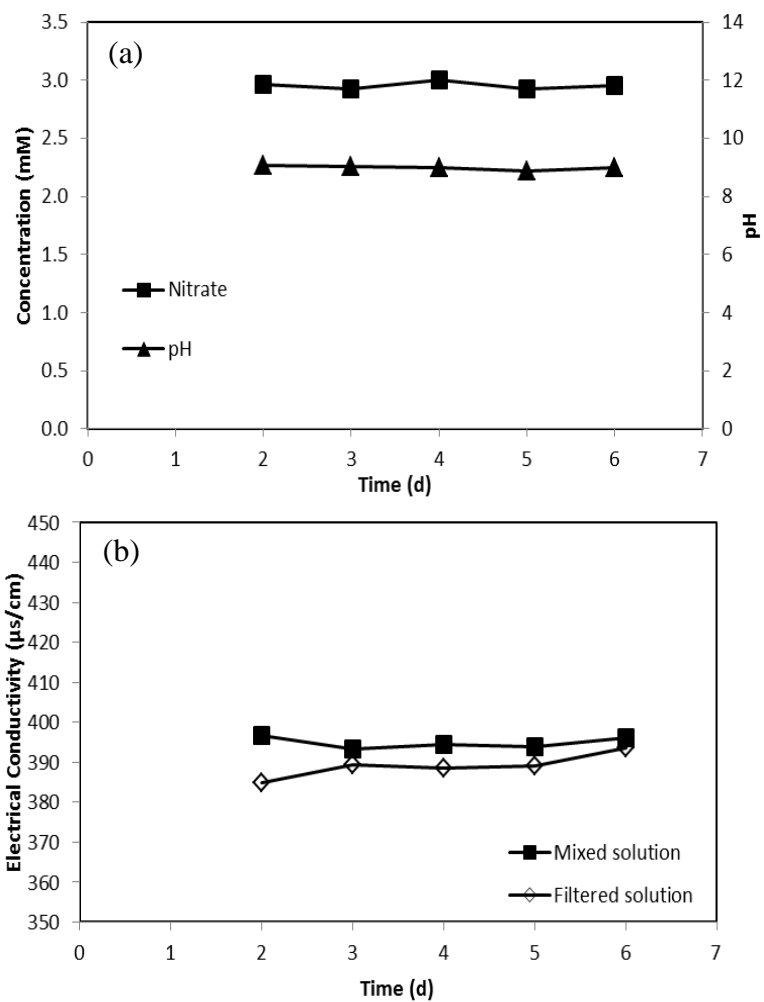 (a)
Concentration (mM)
3.5
3.0
2.5
2.0
1.5
1.0
0.5
0.0
14
12
10
8
6
4
2
0
pH
Nitrate
pH
0 1 2 3 4 5 6 7
Time (d)
(b)
Electrical Conductivity (µs/cm)
450
440
430
420
410
400
390
380
370
360
350
Mixed solution
Filtered solution
0 1 2 3 4 5 6 7
Time (d)